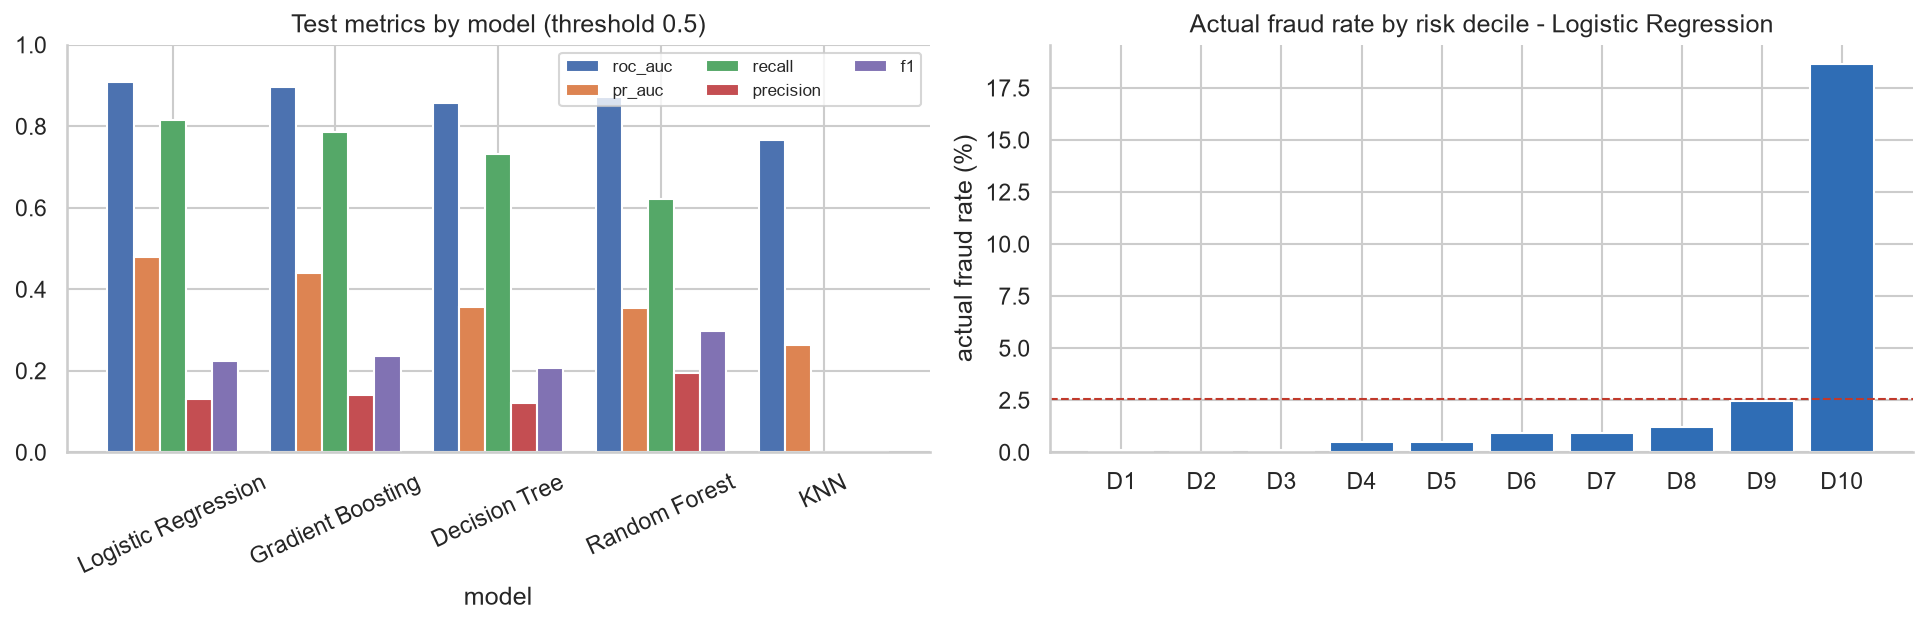 Test metrics by model (threshold 0.5)
roc_auc
pr_auc
recall
precision
f1
1.0
0.8
0.6
0.4
0.2
0.0
Logistic Regression
Gradient Boosting
Decision Tree
Random Forest
KNN
model
Actual fraud rate by risk decile - Logistic Regression
actual fraud rate (%)
17.5
15.0
12.5
10.0
7.5
5.0
2.5
0.0
D1 D2 D3 D4 D5 D6 D7 D8 D9 D10